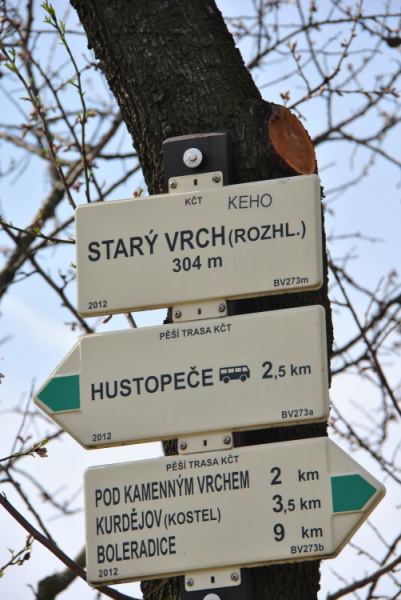 KČT KEHO
STARÝ VRCH (ROZHL.)
304 m
2012 BV273m
PĚŠÍ TRASA KČT
HUSTOPEČE 2,5 km
2012 BV273a
PĚŠÍ TRASA KČT
POD KAMENNÝM VRCHEM 2 km
KURDĚJOV (KOSTEL) 3,5 km
BOLERADICE 9 km
2012 BV273b